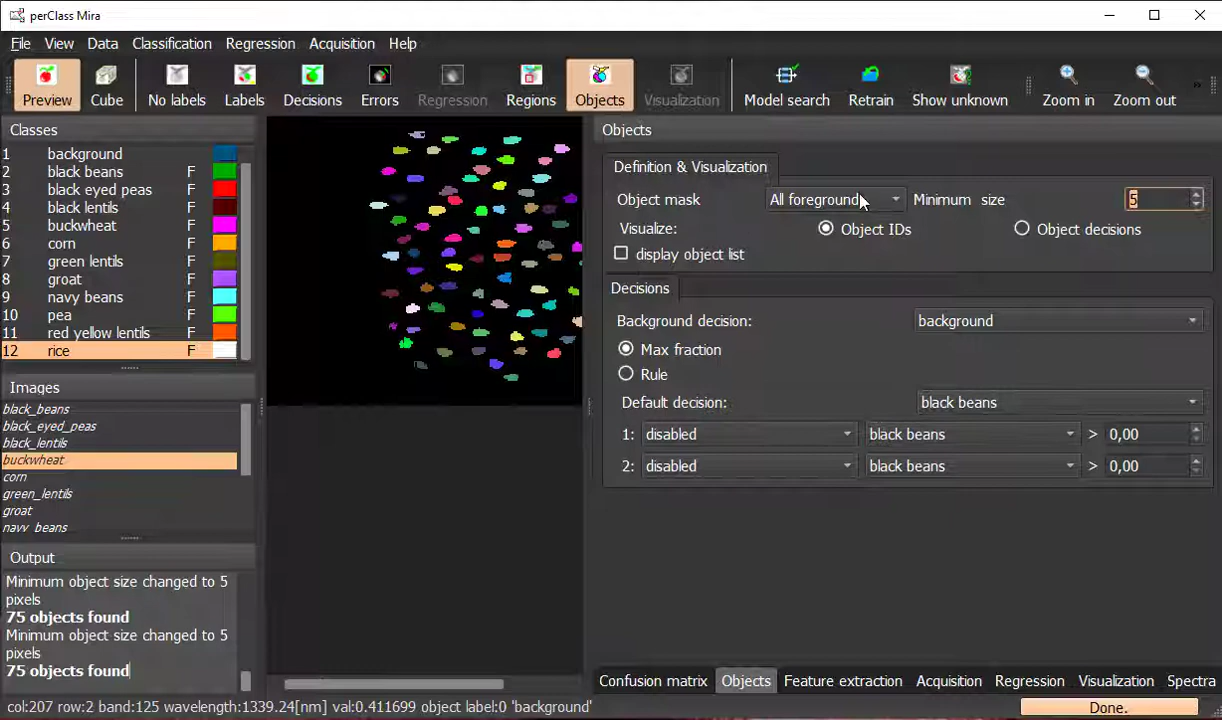 perClass Mira
File View Data Classification Regression Acquisition Help
Preview Cube No labels Labels Decisions Errors Regression Regions Objects Visualization Model search Retrain Show unknown Zoom in Zoom out »
Classes
1 background
2 black beans F
3 black eyed peas F
4 black lentils F
5 buckwheat F
6 corn F
7 green lentils F
8 groat F
9 navy beans F
10 pea F
11 red yellow lentils F
12 rice F
Images
black_beans
black_eyed_peas
black_lentils
buckwheat
corn
green_lentils
groat
navy beans
Output
Minimum object size changed to 5
pixels
75 objects found
Minimum object size changed to 5
pixels
75 objects found
Objects
Definition & Visualization
Object mask All foreground Minimum size 5
Visualize: Object IDs Object decisions
display object list
Decisions
Background decision: background
Max fraction
Rule
Default decision: black beans
1: disabled black beans > 0,00
2: disabled black beans > 0,00
Confusion matrix Objects Feature extraction Acquisition Regression Visualization Spectra
col:207 row:2 band:125 wavelength:1339.24[nm] val:0.411699 object label:0 'background' Done.